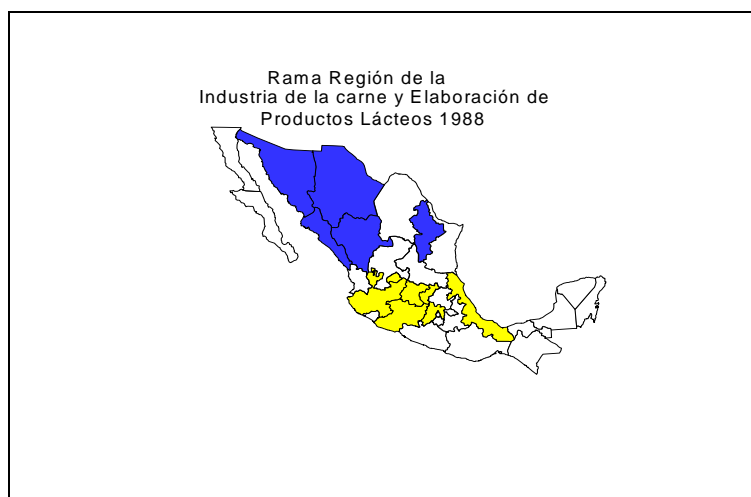 Rama Región de la
Industria de la carne y Elaboración de
Productos Lácteos 1988